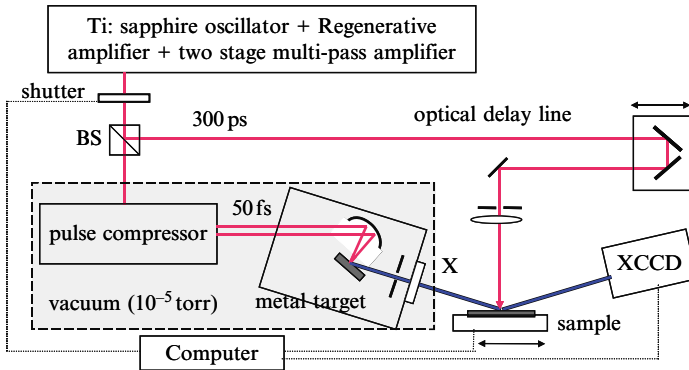 Ti: sapphire oscillator + Regenerative
amplifier + two stage multi-pass amplifier
shutter
BS
300 ps
optical delay line
50 fs
pulse compressor
X
XCCD
vacuum (10⁻⁵ torr)
metal target
sample
Computer